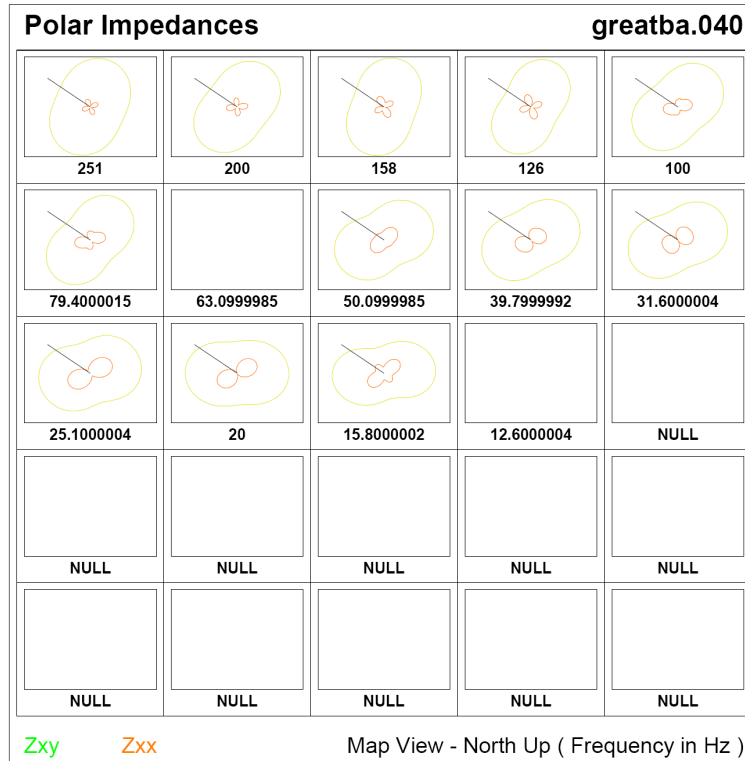 Polar Impedances greatba.040
251 200 158 126 100
79.4000015 63.0999985 50.0999985 39.7999992 31.6000004
25.1000004 20 15.8000002 12.6000004 NULL
NULL NULL NULL NULL NULL
NULL NULL NULL NULL NULL
Zxy Zxx Map View - North Up ( Frequency in Hz )